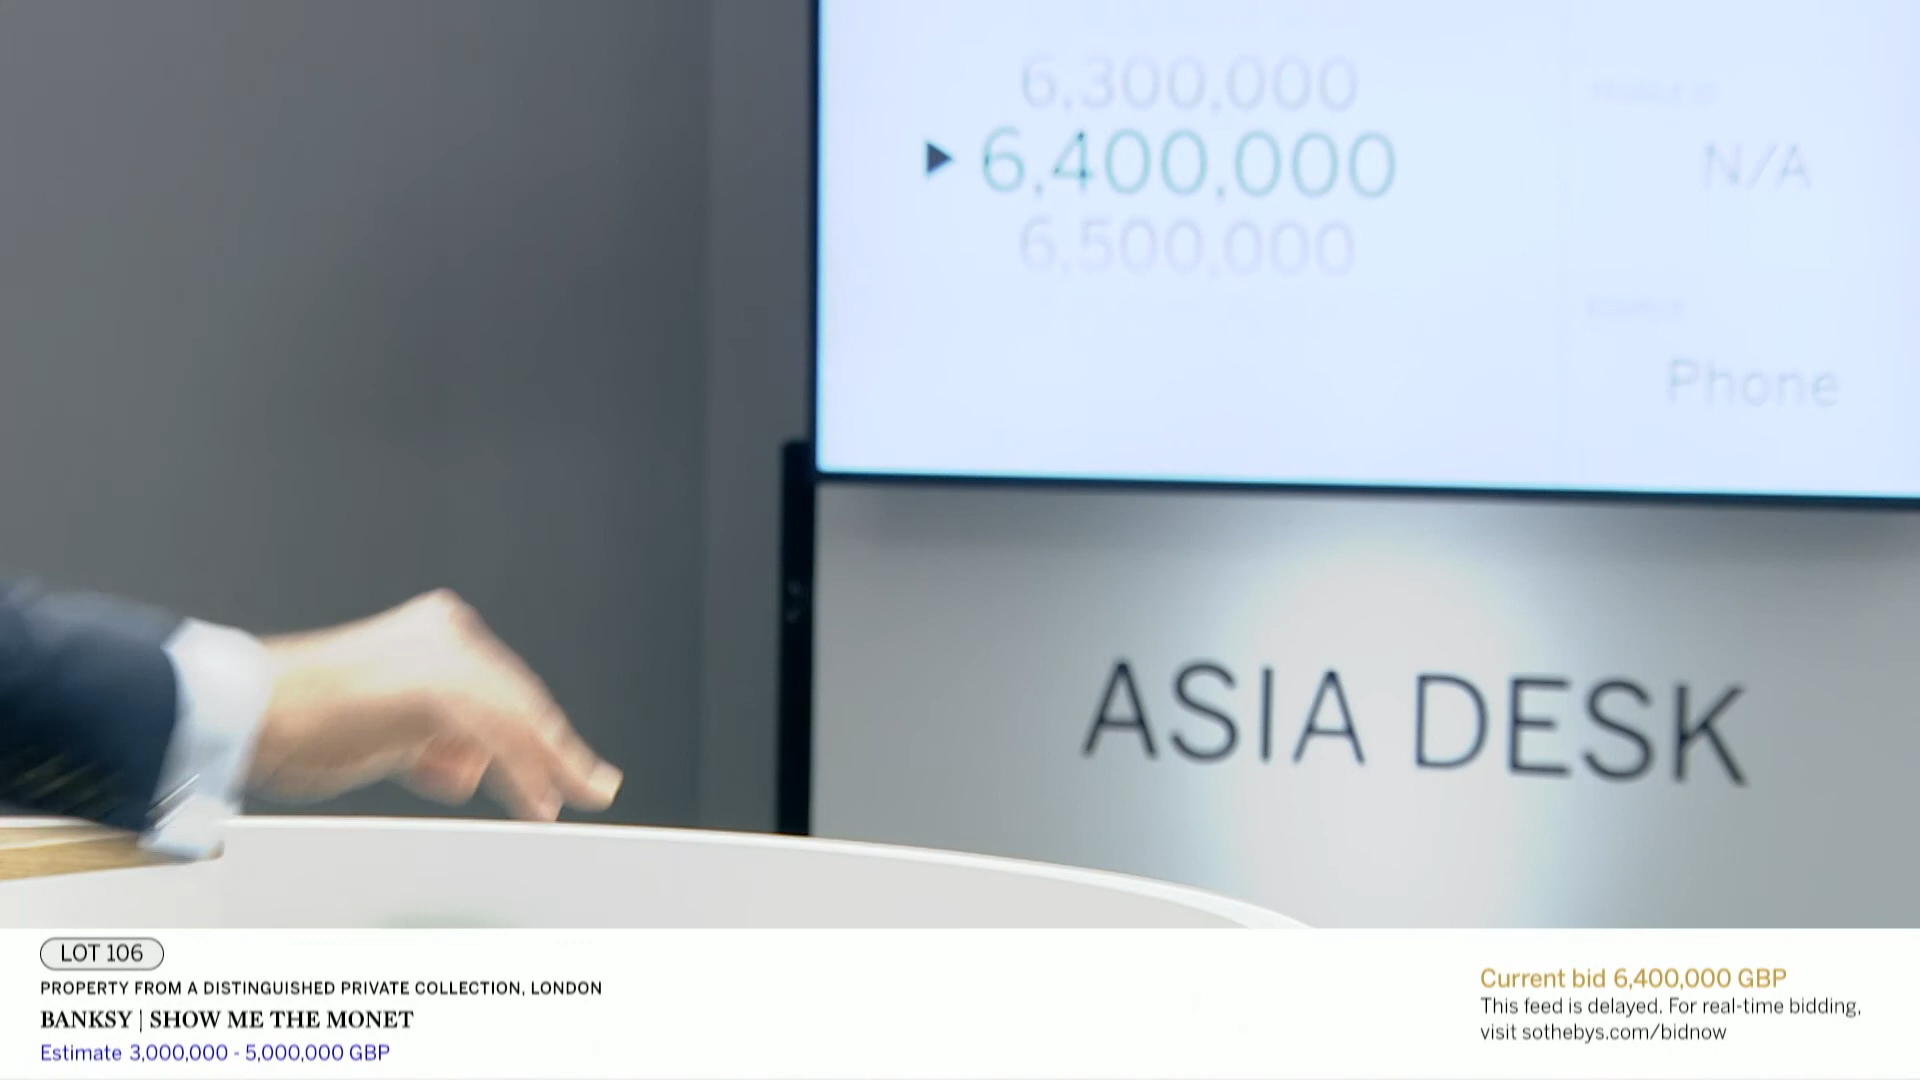 6,300,000
6,400,000
N/A
6,500,000
Phone
ASIA DESK
LOT 106
PROPERTY FROM A DISTINGUISHED PRIVATE COLLECTION, LONDON
BANKSY | SHOW ME THE MONET
Estimate 3,000,000 - 5,000,000 GBP
Current bid 6,400,000 GBP
This feed is delayed. For real-time bidding,
visit sothebys.com/bidnow